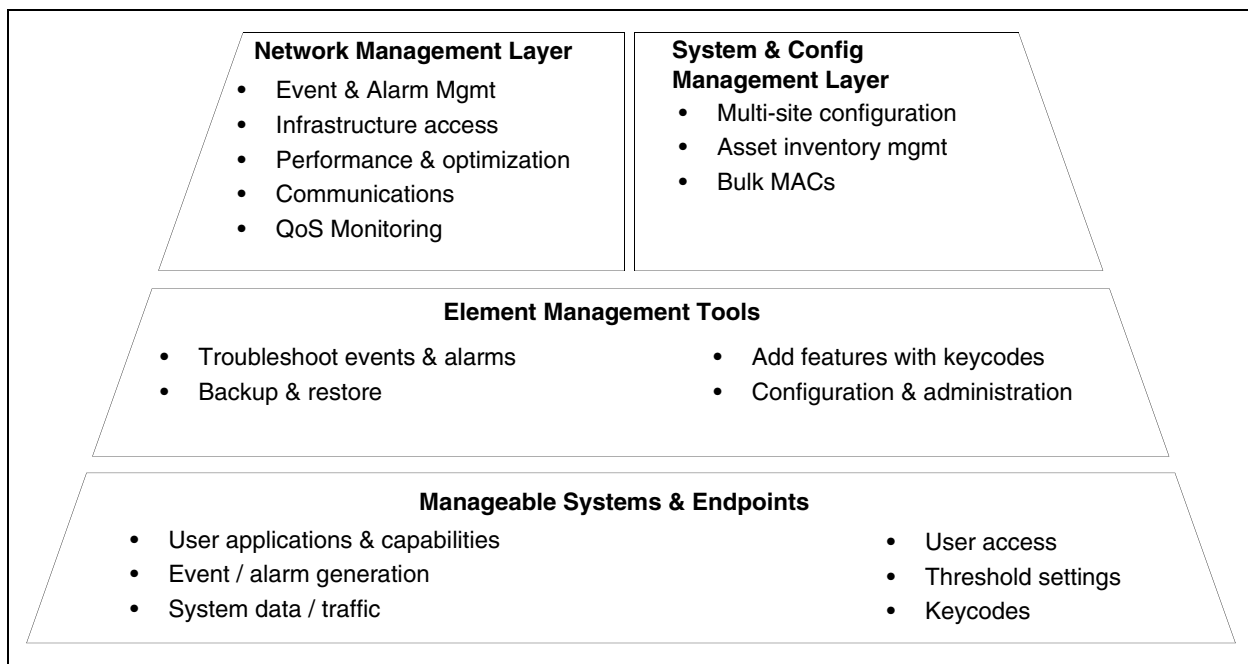 Network Management Layer
• Event & Alarm Mgmt
• Infrastructure access
• Performance & optimization
• Communications
• QoS Monitoring
System & Config
Management Layer
• Multi-site configuration
• Asset inventory mgmt
• Bulk MACs
Element Management Tools
• Troubleshoot events & alarms
• Backup & restore
• Add features with keycodes
• Configuration & administration
Manageable Systems & Endpoints
• User applications & capabilities
• Event / alarm generation
• System data / traffic
• User access
• Threshold settings
• Keycodes